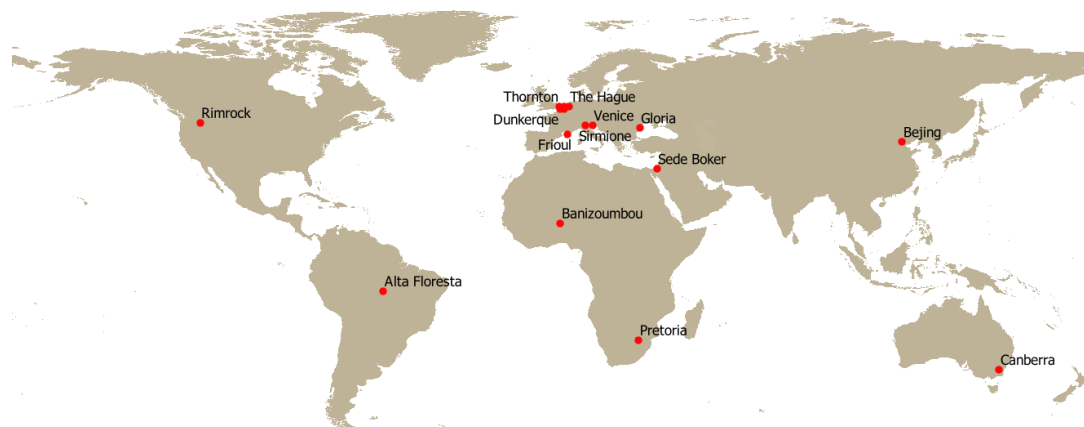 Thornton
The Hague
Rimrock
Dunkerque
Venice
Gloria
Frioul
Sirmione
Bejing
Sede Boker
Banizoumbou
Alta Floresta
Pretoria
Canberra